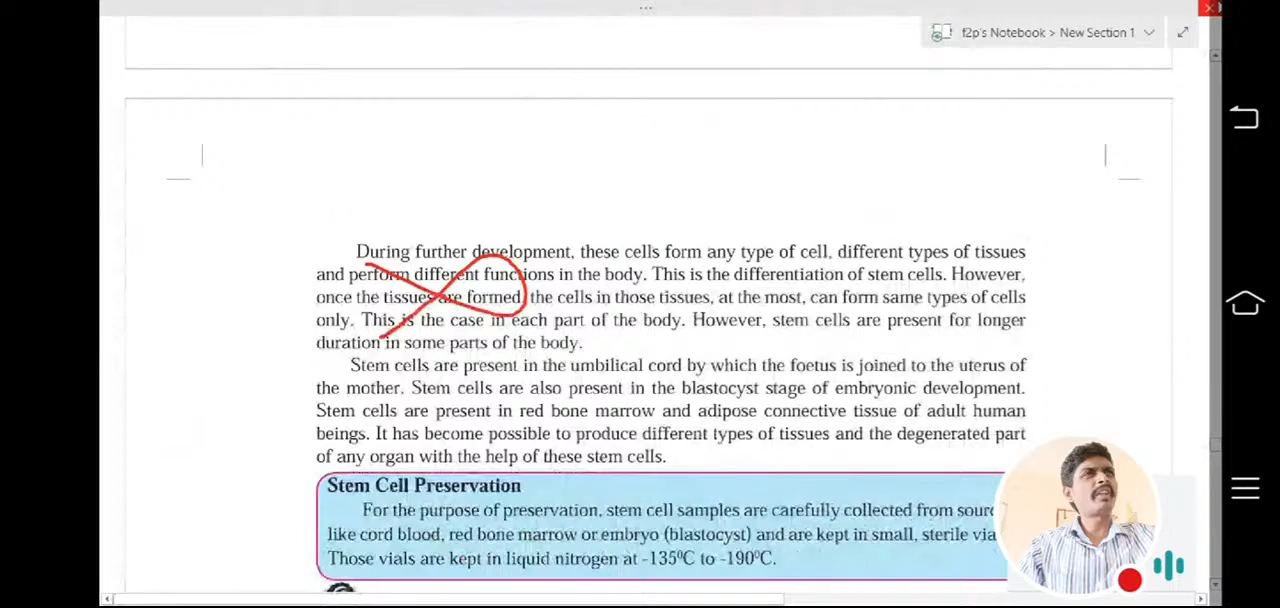 f2p's Notebook > New Section 1
During further development, these cells form any type of cell, different types of tissues
and perform different functions in the body. This is the differentiation of stem cells. However,
once the tissues are formed, the cells in those tissues, at the most, can form same types of cells
only. This is the case in each part of the body. However, stem cells are present for longer
duration in some parts of the body.
Stem cells are present in the umbilical cord by which the foetus is joined to the uterus of
the mother. Stem cells are also present in the blastocyst stage of embryonic development.
Stem cells are present in red bone marrow and adipose connective tissue of adult human
beings. It has become possible to produce different types of tissues and the degenerated part
of any organ with the help of these stem cells.
Stem Cell Preservation
For the purpose of preservation, stem cell samples are carefully collected from sourc
like cord blood, red bone marrow or embryo (blastocyst) and are kept in small, sterile via
Those vials are kept in liquid nitrogen at -135⁰C to -190⁰C.